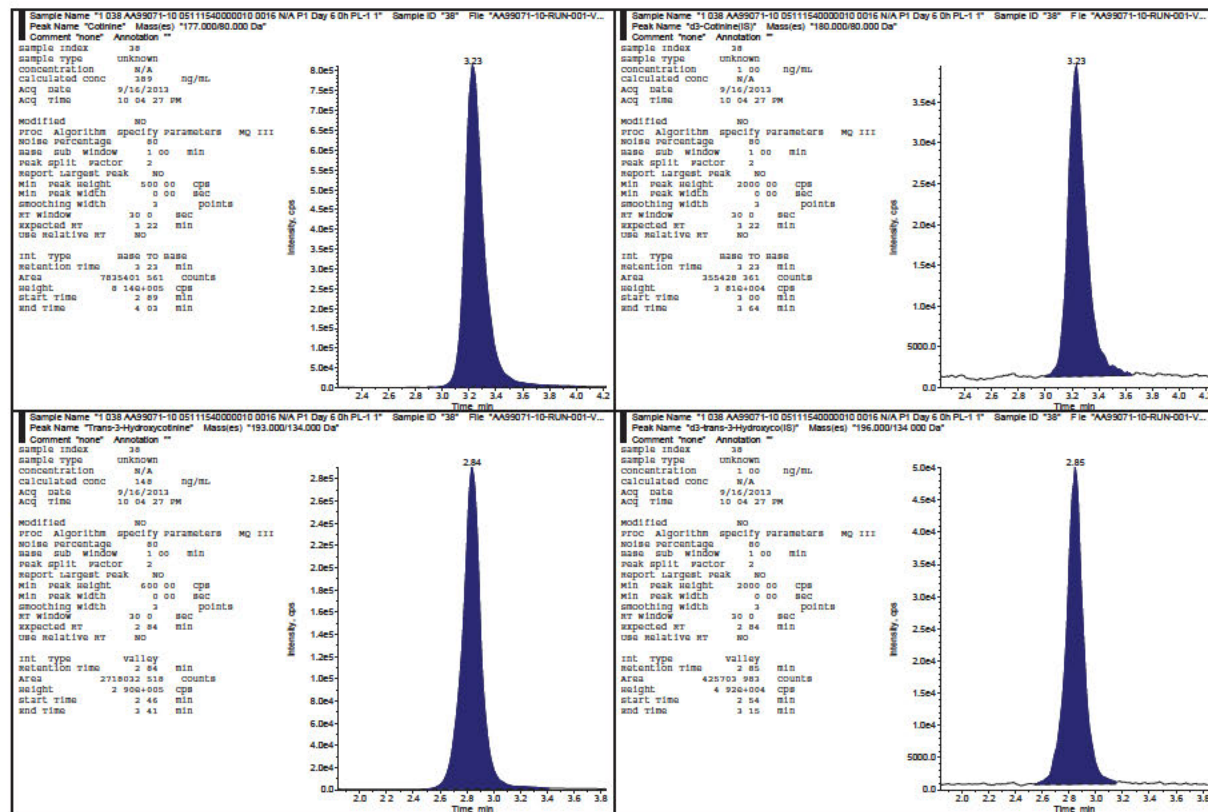 Sample Name "1 038 AA99071-10 05111540000010 0016 N/A P1 Day 6 0h PL-1 1" Sample ID "38" File "AA99071-10-RUN-001-V...
Peak Name "Cotinine" Mass(es) "177.000/80.000 Da"
Comment "none" Annotation ""
Sample Index 38
Sample Type Unknown
Concentration N/A
Calculated Conc 389 ng/mL
Acq Date 9/16/2013
Acq Time 10 04 27 PM
Modified NO
Proc Algorithm Specify Parameters MQ III
Noise Percentage 80
Base Sub Window 1 00 min
Peak Split Factor 2
Report Largest Peak NO
Min Peak Height 500 00 cps
Min Peak Width 0 00 sec
Smoothing Width 3 points
RT Window 30 0 sec
Expected RT 3 22 min
Use Relative RT NO
Int Type Base To Base
Retention Time 3 23 min
Area 7835401 561 counts
Height 8 14e+005 cps
Start Time 2 89 min
End Time 4 03 min
3.23
8.0e5
7.5e5
7.0e5
6.5e5
6.0e5
5.5e5
5.0e5
4.5e5
4.0e5
3.5e5
3.0e5
2.5e5
2.0e5
1.5e5
1.0e5
5.0e4
0.0
Intensity, cps
2.4 2.6 2.8 3.0 3 2 3.4 3.6 3.8 4.0 4.2
Time min
Sample Name "1 038 AA99071-10 05111540000010 0016 N/A P1 Day 6 0h PL-1 1" Sample ID "38" F le "AA99071-10-RUN-001-V...
Peak Name "d3-Cotinine(IS)" Mass(es) "180.000/80.000 Da"
Comment "none" Annotation ""
Sample Index 38
Sample Type Unknown
Concentration 1 00 ng/mL
Calculated Conc N/A
Acq Date 9/16/2013
Acq Time 10 04 27 PM
Modified NO
Proc Algorithm Specify Parameters MQ III
Noise Percentage 80
Base Sub Window 1 00 min
Peak Split Factor 2
Report Largest Peak NO
Min Peak Height 2000 00 cps
Min Peak Width 0 00 sec
Smoothing Width 3 points
RT Window 30 0 sec
Expected RT 3 22 min
Use Relative RT NO
Int Type Base To Base
Retention Time 3 23 min
Area 355428 361 counts
Height 3 81e+004 cps
Start Time 3 00 min
End Time 3 64 min
3.23
3.5e4
3.0e4
2.5e4
2.0e4
1.5e4
1.0e4
5000.0
0.0
Intensity, cps
2.4 2.6 2.8 3.0 3.2 3.4 3.6 3.8 4.0 4.2
Time min
Sample Name "1 038 AA99071-10 05111540000010 0016 N/A P1 Day 6 0h PL-1 1" Sample ID "38" F le "AA99071-10-RUN-001-V...
Peak Name "Trans-3-Hydroxycotinine" Mass(es) "193.000/134.000 Da"
Comment "none" Annotation ""
Sample Index 38
Sample Type Unknown
Concentration N/A
Calculated Conc 148 ng/mL
Acq Date 9/16/2013
Acq Time 10 04 27 PM
Modified NO
Proc Algorithm Specify Parameters MQ III
Noise Percentage 80
Base Sub Window 1 00 min
Peak Split Factor 2
Report Largest Peak NO
Min Peak Height 600 00 cps
Min Peak Width 0 00 sec
Smoothing Width 3 points
RT Window 30 0 sec
Expected RT 2 84 min
Use Relative RT NO
Int Type Valley
Retention Time 2 84 min
Area 2718032 518 counts
Height 2 90e+005 cps
Start Time 2 46 min
End Time 3 41 min
2.84
2.8e5
2.6e5
2.4e5
2.2e5
2.0e5
1.8e5
1.6e5
1.4e5
1.2e5
1.0e5
8.0e4
6.0e4
4.0e4
2.0e4
0.0
Intensity, cps
2.0 2 2 2.4 2.6 2.8 3.0 3.2 3.4 3.6 3.8
Time min
Sample Name "1 038 AA99071-10 05111540000010 0016 N/A P1 Day 6 0h PL-1 1" Sample ID "38" File "AA99071-10-RUN-001-V...
Peak Name "d3-trans-3-Hydroxyco(IS)" Mass(es) "196.000/134 000 Da"
Comment "none" Annotation ""
Sample Index 38
Sample Type Unknown
Concentration 1 00 ng/mL
Calculated Conc N/A
Acq Date 9/16/2013
Acq Time 10 04 27 PM
Modified NO
Proc Algorithm Specify Parameters MQ III
Noise Percentage 80
Base Sub Window 1 00 min
Peak Split Factor 2
Report Largest Peak NO
Min Peak Height 2000 00 cps
Min Peak Width 0 00 sec
Smoothing Width 3 points
RT Window 30 0 sec
Expected RT 2 84 min
Use Relative RT NO
Int Type Valley
Retention Time 2 85 min
Area 425703 983 counts
Height 4 92e+004 cps
Start Time 2 54 min
End Time 3 15 min
2.85
5.0e4
4.5e4
4.0e4
3.5e4
3.0e4
2.5e4
2.0e4
1.5e4
1.0e4
5000.0
0.0
Intensity, cps
2.0 2.2 2.4 2.6 2.8 3.0 3.2 3.4 3.6 3.8
Time min